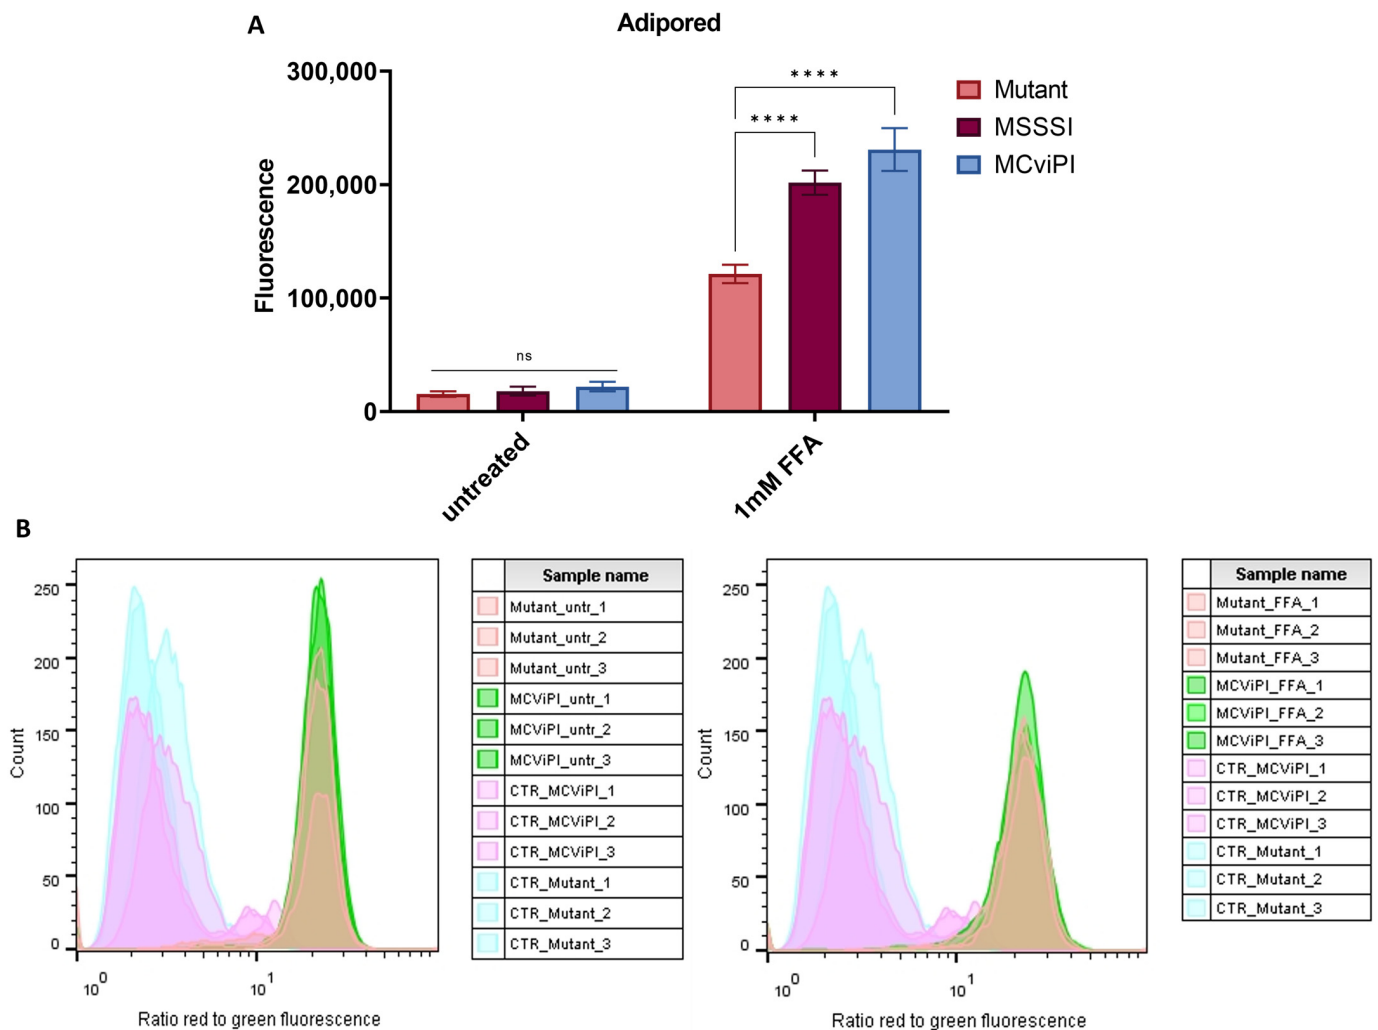 A
Adipored
300,000
200,000
100,000
0
Fluorescence
****
****
ns
untreated
1mM FFA
Mutant
MSSSI
MCviPI
B
250
200
150
100
50
0
Count
10^0
10^1
Ratio red to green fluorescence
Sample name
Mutant_untr_1
Mutant_untr_2
Mutant_untr_3
MCViPI_untr_1
MCViPI_untr_2
MCViPI_untr_3
CTR_MCViPI_1
CTR_MCViPI_2
CTR_MCViPI_3
CTR_Mutant_1
CTR_Mutant_2
CTR_Mutant_3
250
200
150
100
50
0
Count
10^0
10^1
Ratio red to green fluorescence
Sample name
Mutant_FFA_1
Mutant_FFA_2
Mutant_FFA_3
MCViPI_FFA_1
MCViPI_FFA_2
MCViPI_FFA_3
CTR_MCViPI_1
CTR_MCViPI_2
CTR_MCViPI_3
CTR_Mutant_1
CTR_Mutant_2
CTR_Mutant_3